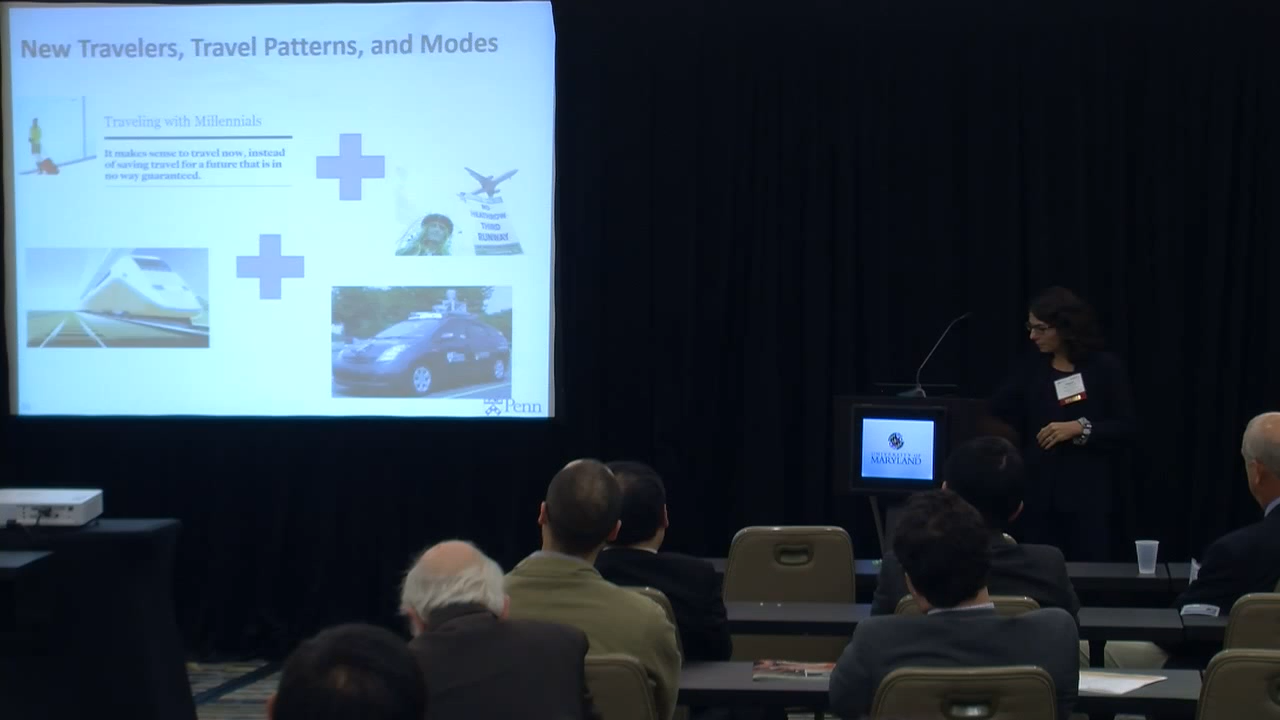 New Travelers, Travel Patterns, and Modes
Traveling with Millennials
It makes sense to travel now, instead
of saving travel for a future that is in
no way guaranteed.
NO
HEATHROW
THIRD
RUNWAY
Penn
UNIVERSITY OF
MARYLAND